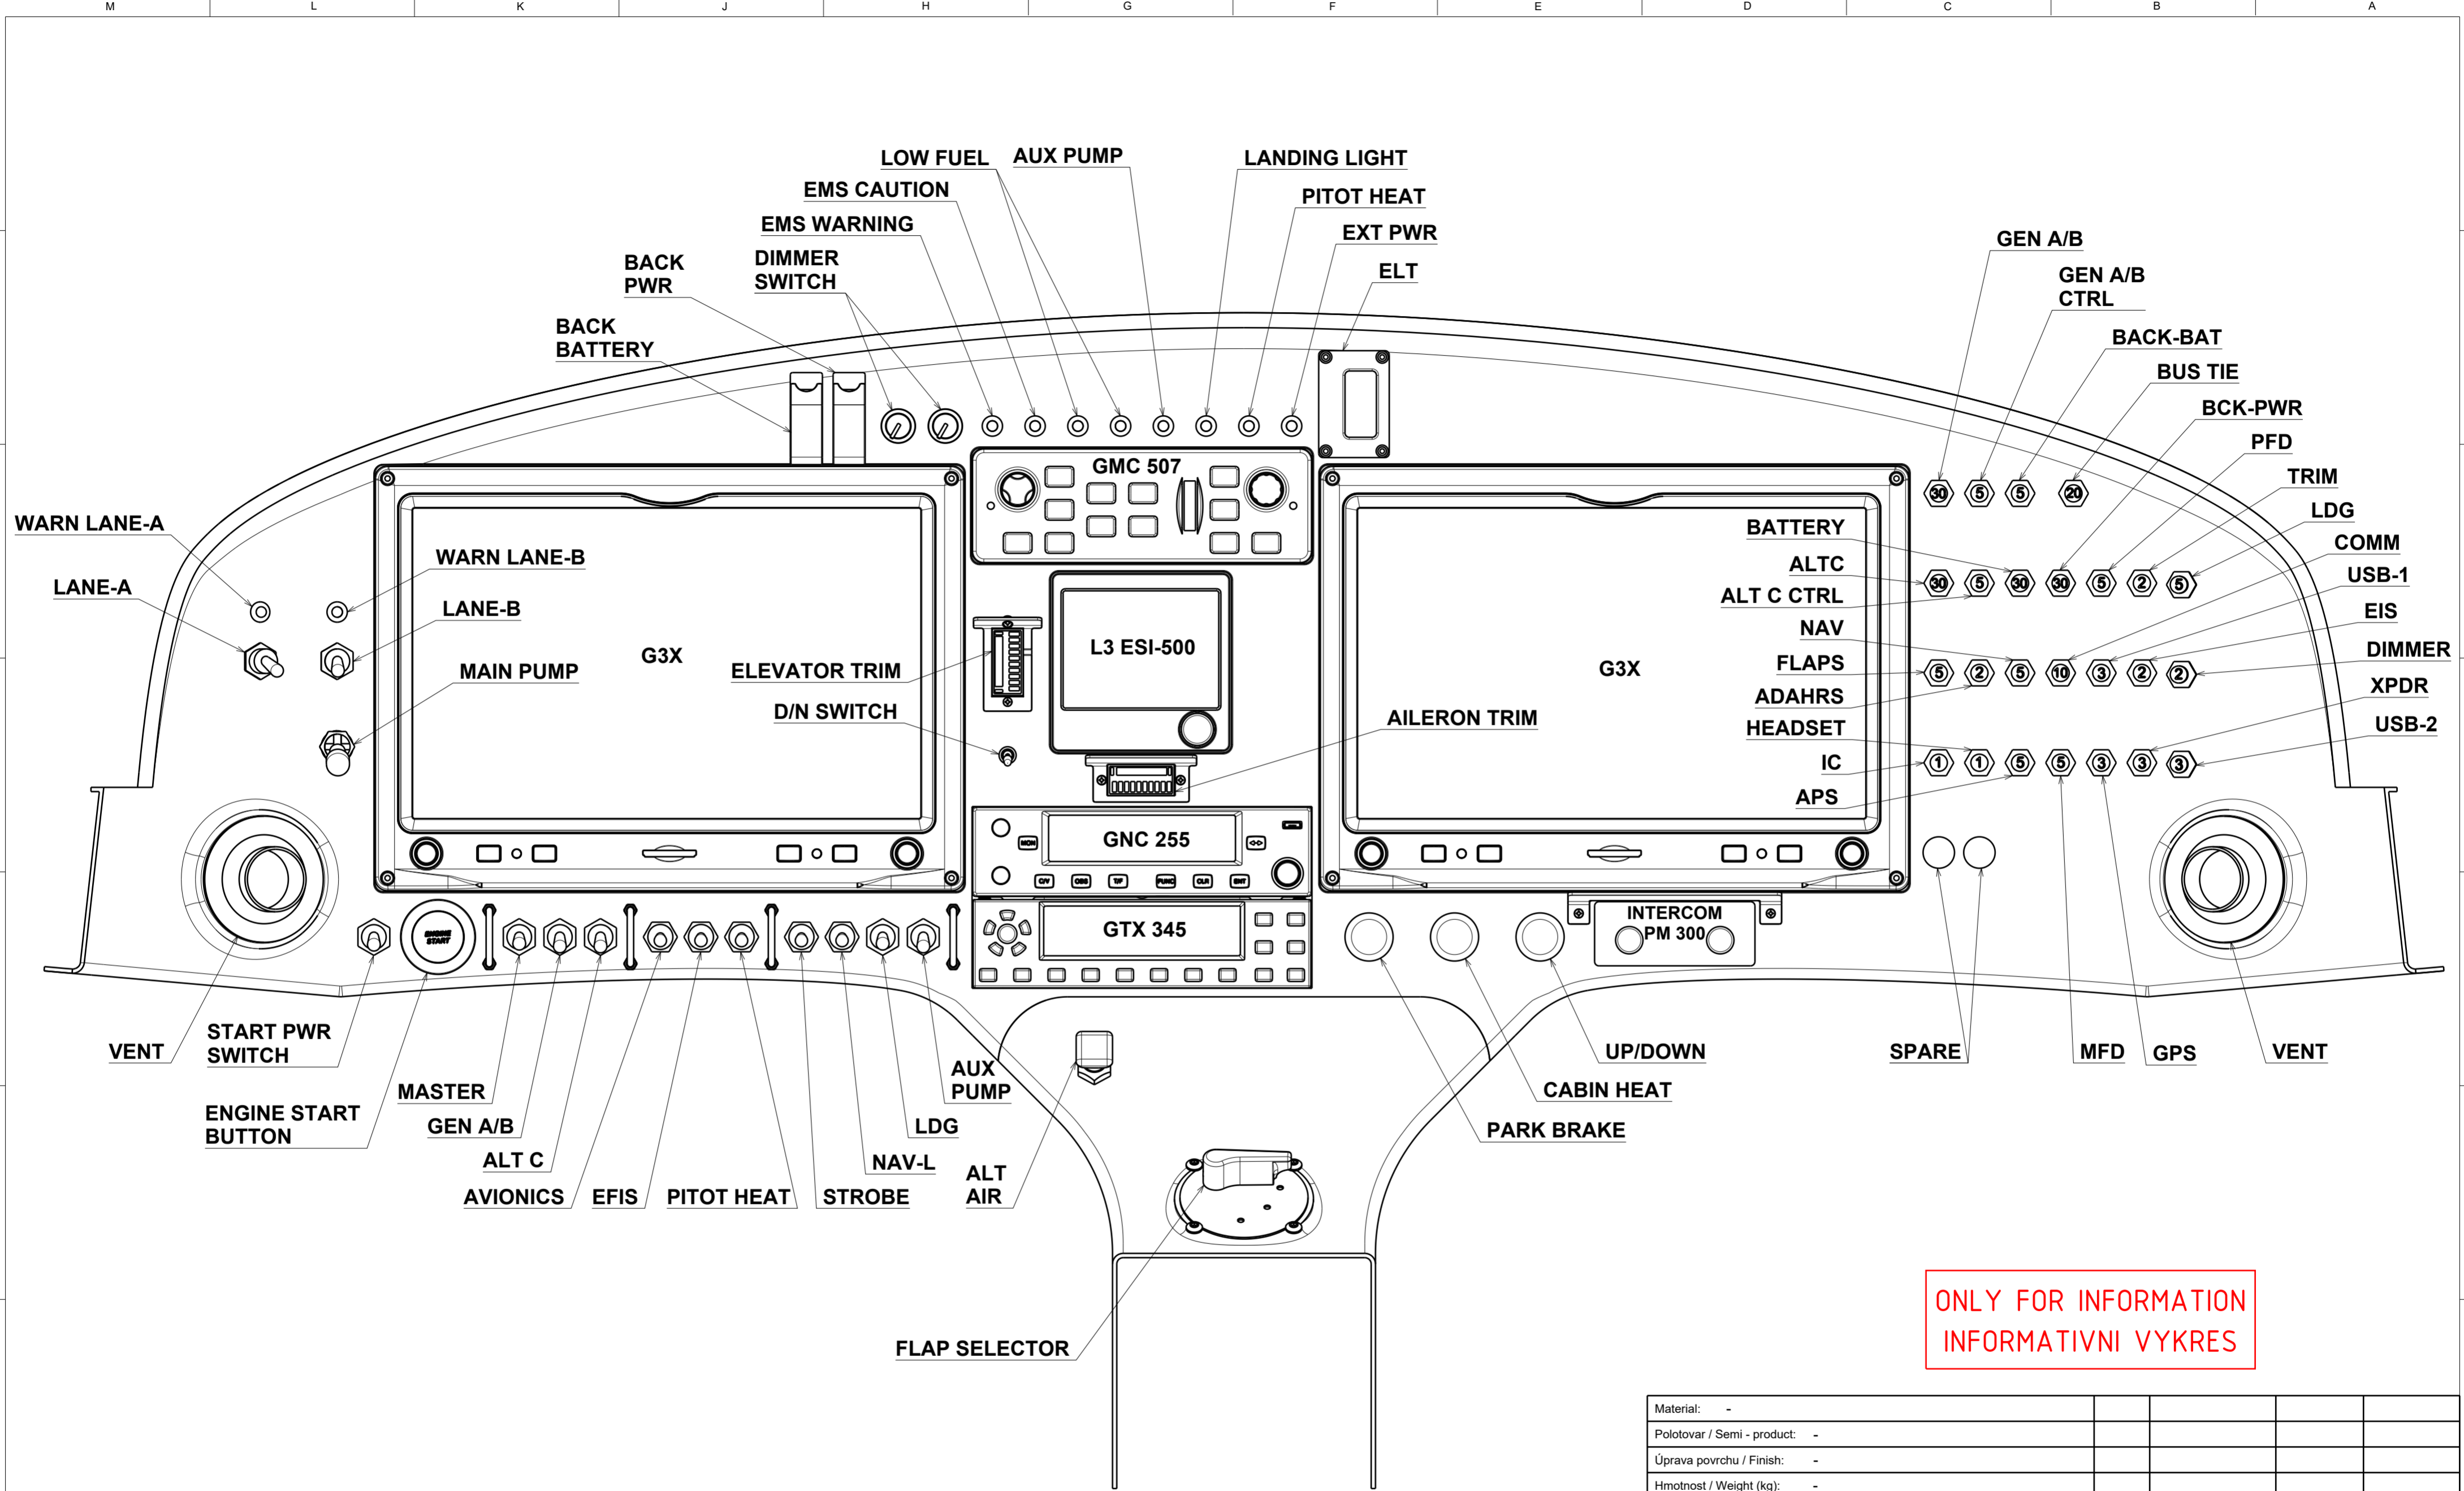 M L K J H G F E D C B A
LOW FUEL
AUX PUMP
LANDING LIGHT
EMS CAUTION
PITOT HEAT
EMS WARNING
EXT PWR
BACK
PWR
DIMMER
SWITCH
ELT
BACK
BATTERY
GEN A/B
GEN A/B
CTRL
BACK-BAT
BUS TIE
BCK-PWR
PFD
TRIM
LDG
COMM
USB-1
EIS
DIMMER
XPDR
USB-2
30 5 5 20
BATTERY
ALTC
ALT C CTRL
30 5 30 30 5 2 5
NAV
FLAPS
ADAHRS
5 2 5 10 3 2 2
HEADSET
IC
APS
1 1 5 5 3 3 3
WARN LANE-A
WARN LANE-B
LANE-A
LANE-B
MAIN PUMP
G3X
ELEVATOR TRIM
D/N SWITCH
GMC 507
L3 ESI-500
AILERON TRIM
G3X
GNC 255
MON
C/V OBS T/F FUNC CLR ENT
GTX 345
INTERCOM
PM 300
ENGINE
START
VENT
START PWR
SWITCH
ENGINE START
BUTTON
MASTER
GEN A/B
ALT C
AVIONICS
EFIS
PITOT HEAT
STROBE
NAV-L
LDG
AUX
PUMP
ALT
AIR
UP/DOWN
CABIN HEAT
PARK BRAKE
SPARE
MFD
GPS
VENT
FLAP SELECTOR
ONLY FOR INFORMATION
INFORMATIVNI VYKRES
Material: -
Polotovar / Semi - product: -
Úprava povrchu / Finish: -
Hmotnost / Weight (kg): -